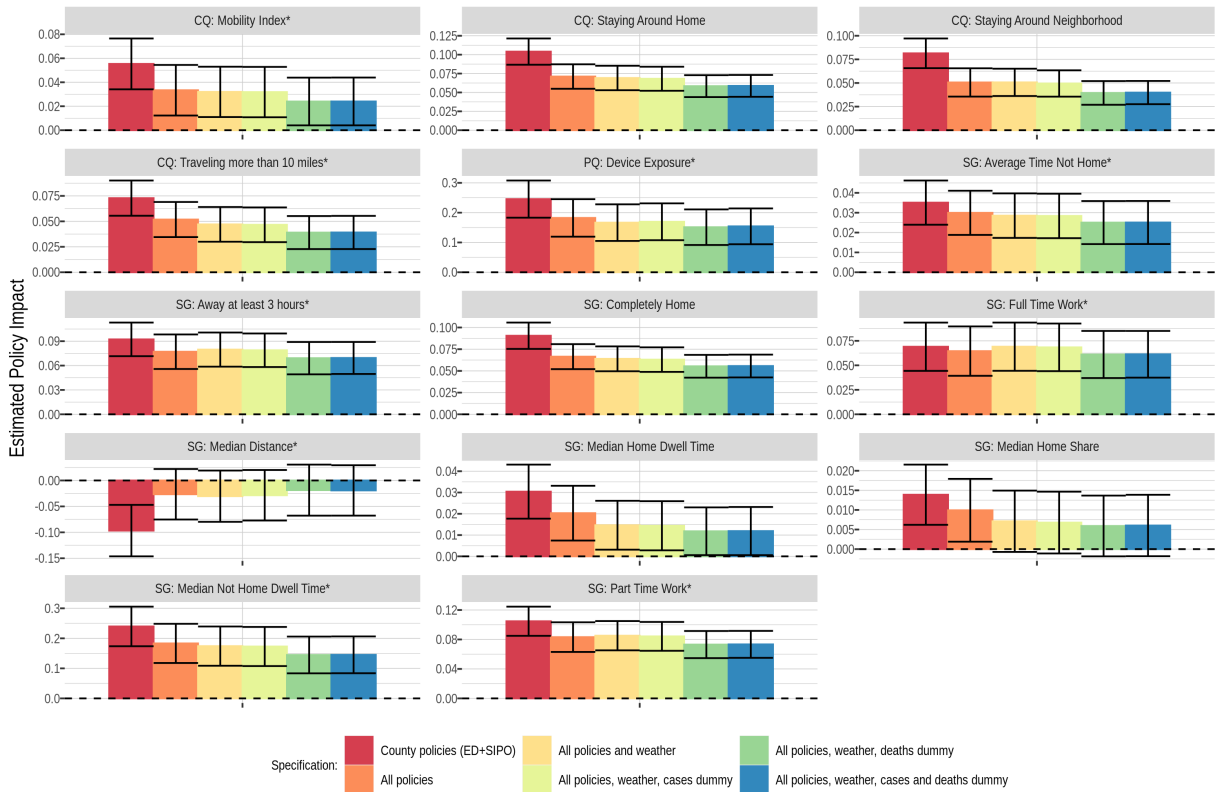 CQ: Mobility Index*
CQ: Staying Around Home
CQ: Staying Around Neighborhood
0.08
0.06
0.04
0.02
0.00
0.125
0.100
0.075
0.050
0.025
0.000
0.100
0.075
0.050
0.025
0.000
CQ: Traveling more than 10 miles*
PQ: Device Exposure*
SG: Average Time Not Home*
0.075
0.050
0.025
0.000
0.3
0.2
0.1
0.0
0.04
0.03
0.02
0.01
0.00
Estimated Policy Impact
SG: Away at least 3 hours*
SG: Completely Home
SG: Full Time Work*
0.09
0.06
0.03
0.00
0.100
0.075
0.050
0.025
0.000
0.075
0.050
0.025
0.000
SG: Median Distance*
SG: Median Home Dwell Time
SG: Median Home Share
0.00
-0.05
-0.10
-0.15
0.04
0.03
0.02
0.01
0.00
0.020
0.015
0.010
0.005
0.000
SG: Median Not Home Dwell Time*
SG: Part Time Work*
0.3
0.2
0.1
0.0
0.12
0.08
0.04
0.00
Specification:
County policies (ED+SIPO)
All policies
All policies and weather
All policies, weather, cases dummy
All policies, weather, deaths dummy
All policies, weather, cases and deaths dummy